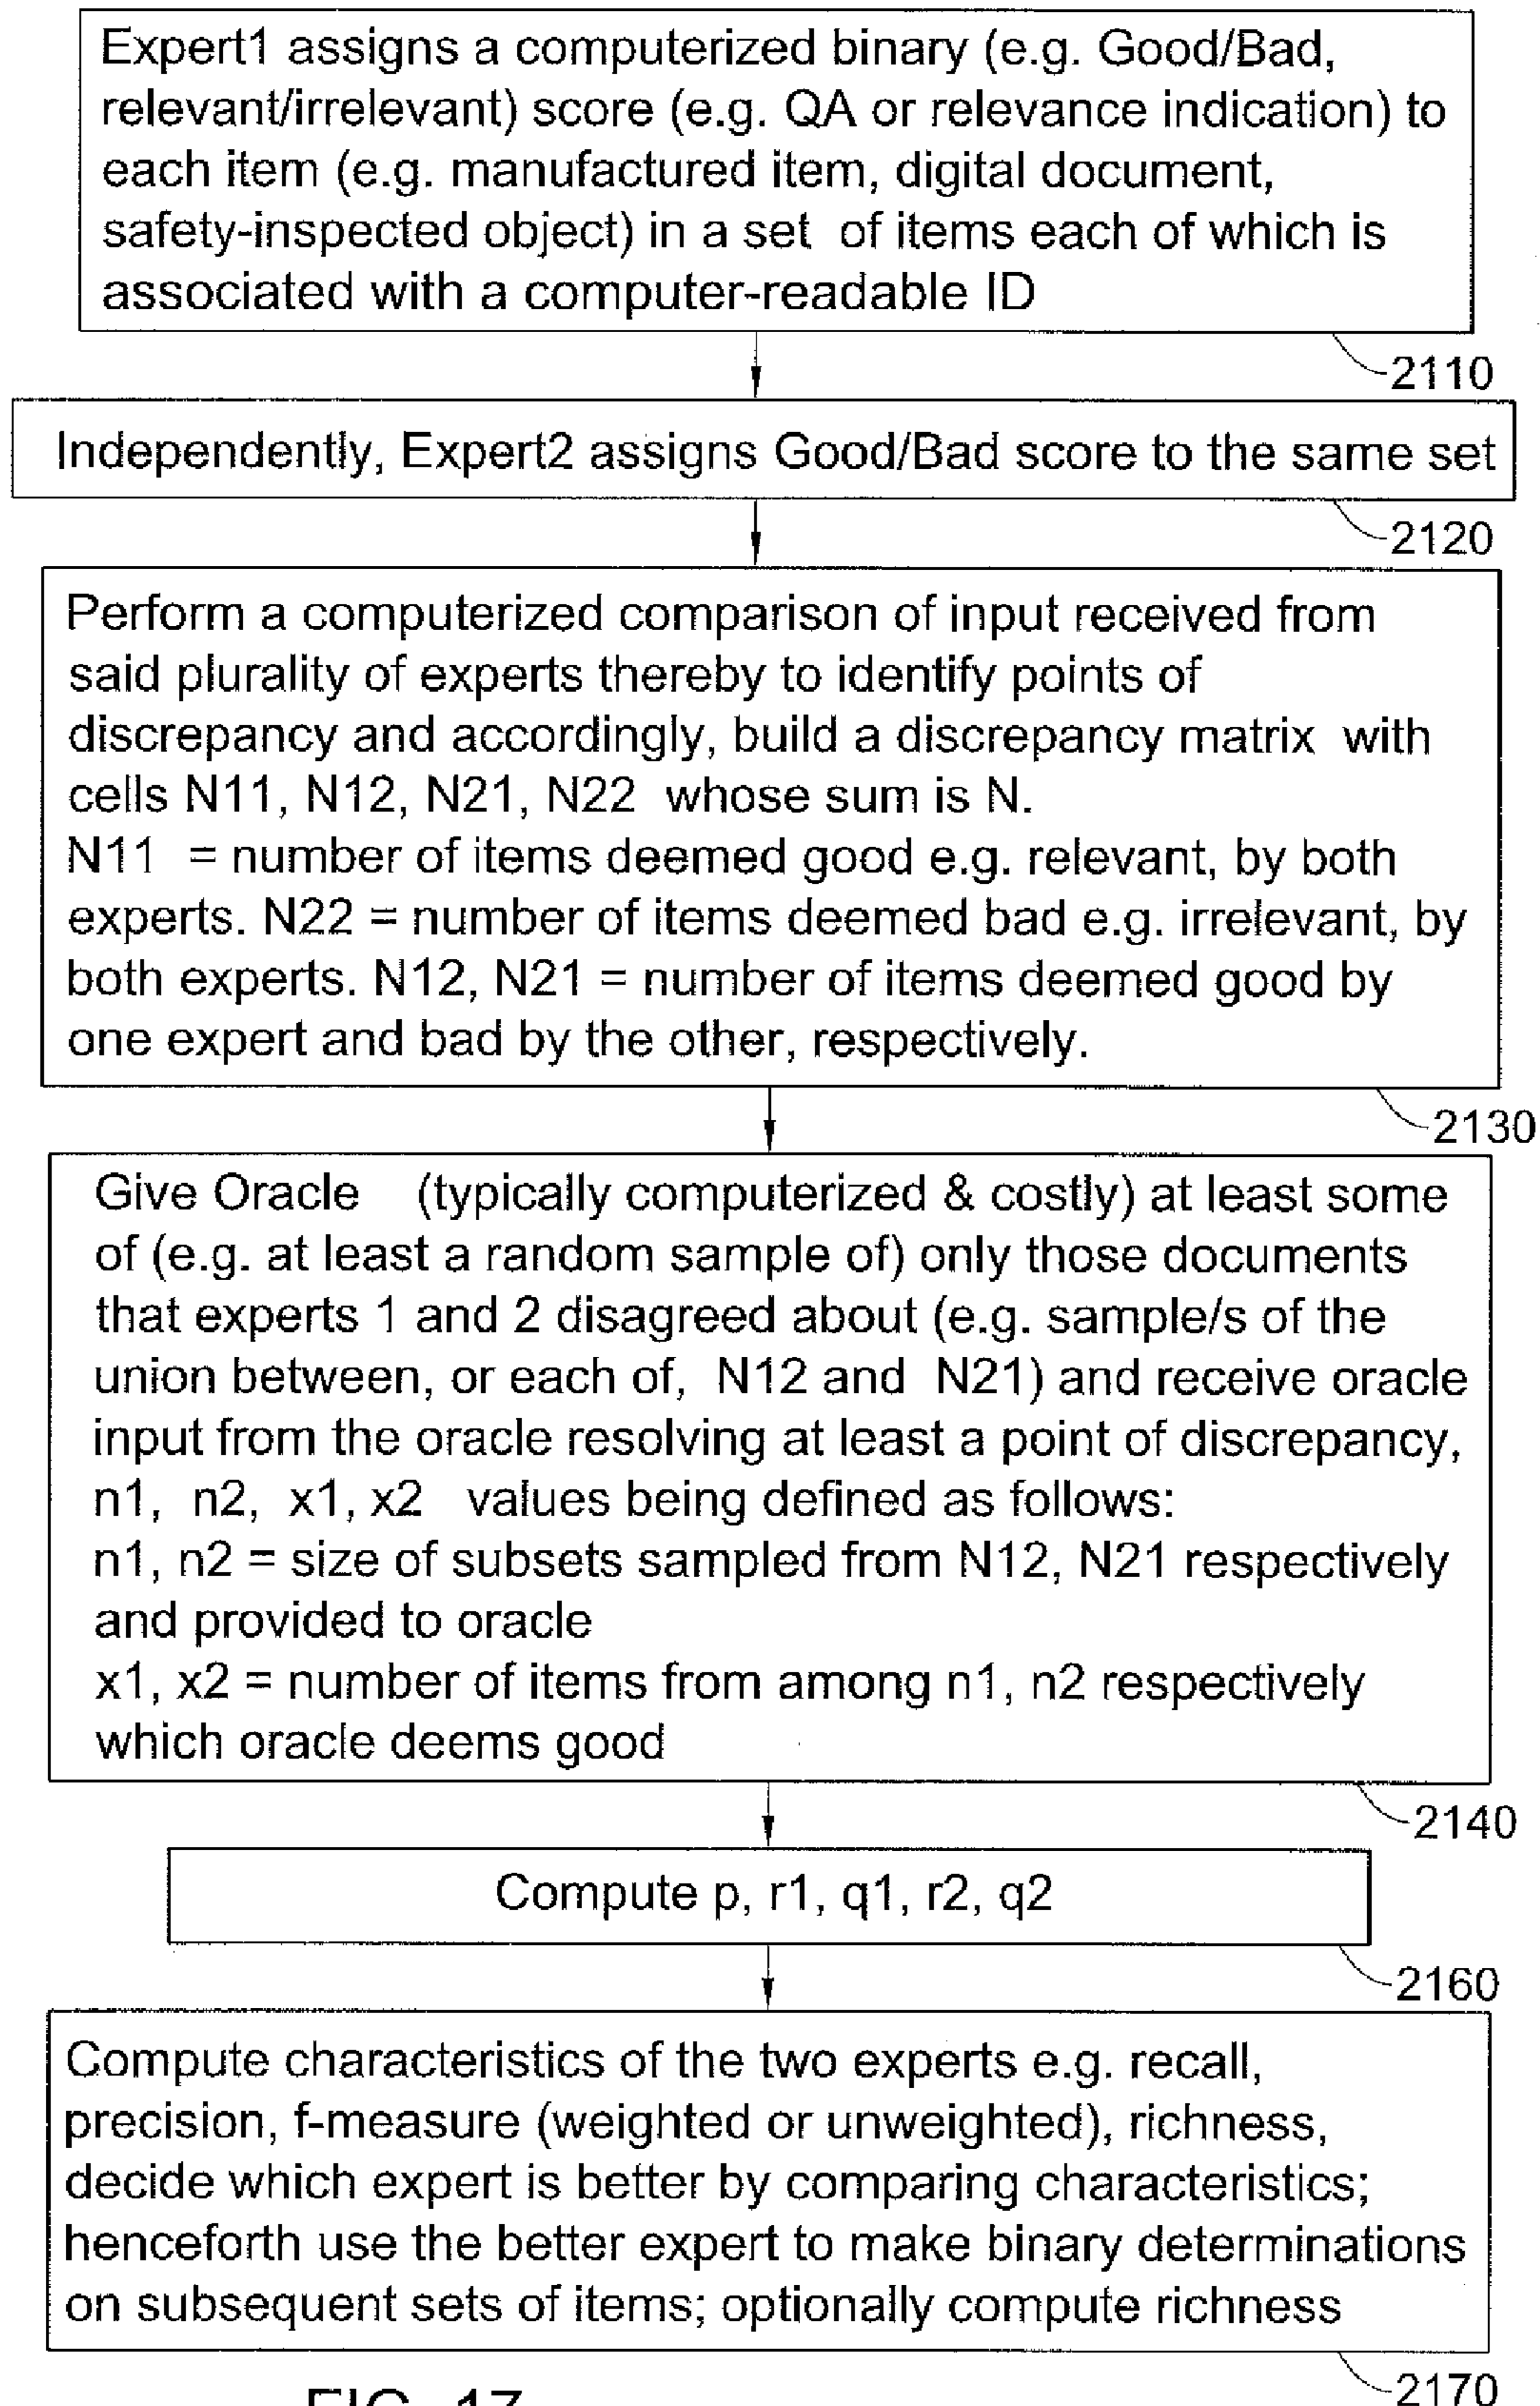 Expert1 assigns a computerized binary (e.g. Good/Bad,
relevant/irrelevant) score (e.g. QA or relevance indication) to
each item (e.g. manufactured item, digital document,
safety-inspected object) in a set of items each of which is
associated with a computer-readable ID
2110
Independently, Expert2 assigns Good/Bad score to the same set
2120
Perform a computerized comparison of input received from
said plurality of experts thereby to identify points of
discrepancy and accordingly, build a discrepancy matrix with
cells N11, N12, N21, N22 whose sum is N.
N11 = number of items deemed good e.g. relevant, by both
experts. N22 = number of items deemed bad e.g. irrelevant, by
both experts. N12, N21 = number of items deemed good by
one expert and bad by the other, respectively.
2130
Give Oracle (typically computerized & costly) at least some
of (e.g. at least a random sample of) only those documents
that experts 1 and 2 disagreed about (e.g. sample/s of the
union between, or each of, N12 and N21) and receive oracle
input from the oracle resolving at least a point of discrepancy,
n1, n2, x1, x2 values being defined as follows:
n1, n2 = size of subsets sampled from N12, N21 respectively
and provided to oracle
x1, x2 = number of items from among n1, n2 respectively
which oracle deems good
2140
Compute p, r1, q1, r2, q2
2160
Compute characteristics of the two experts e.g. recall,
precision, f-measure (weighted or unweighted), richness,
decide which expert is better by comparing characteristics;
henceforth use the better expert to make binary determinations
on subsequent sets of items; optionally compute richness
2170
FIG. 17